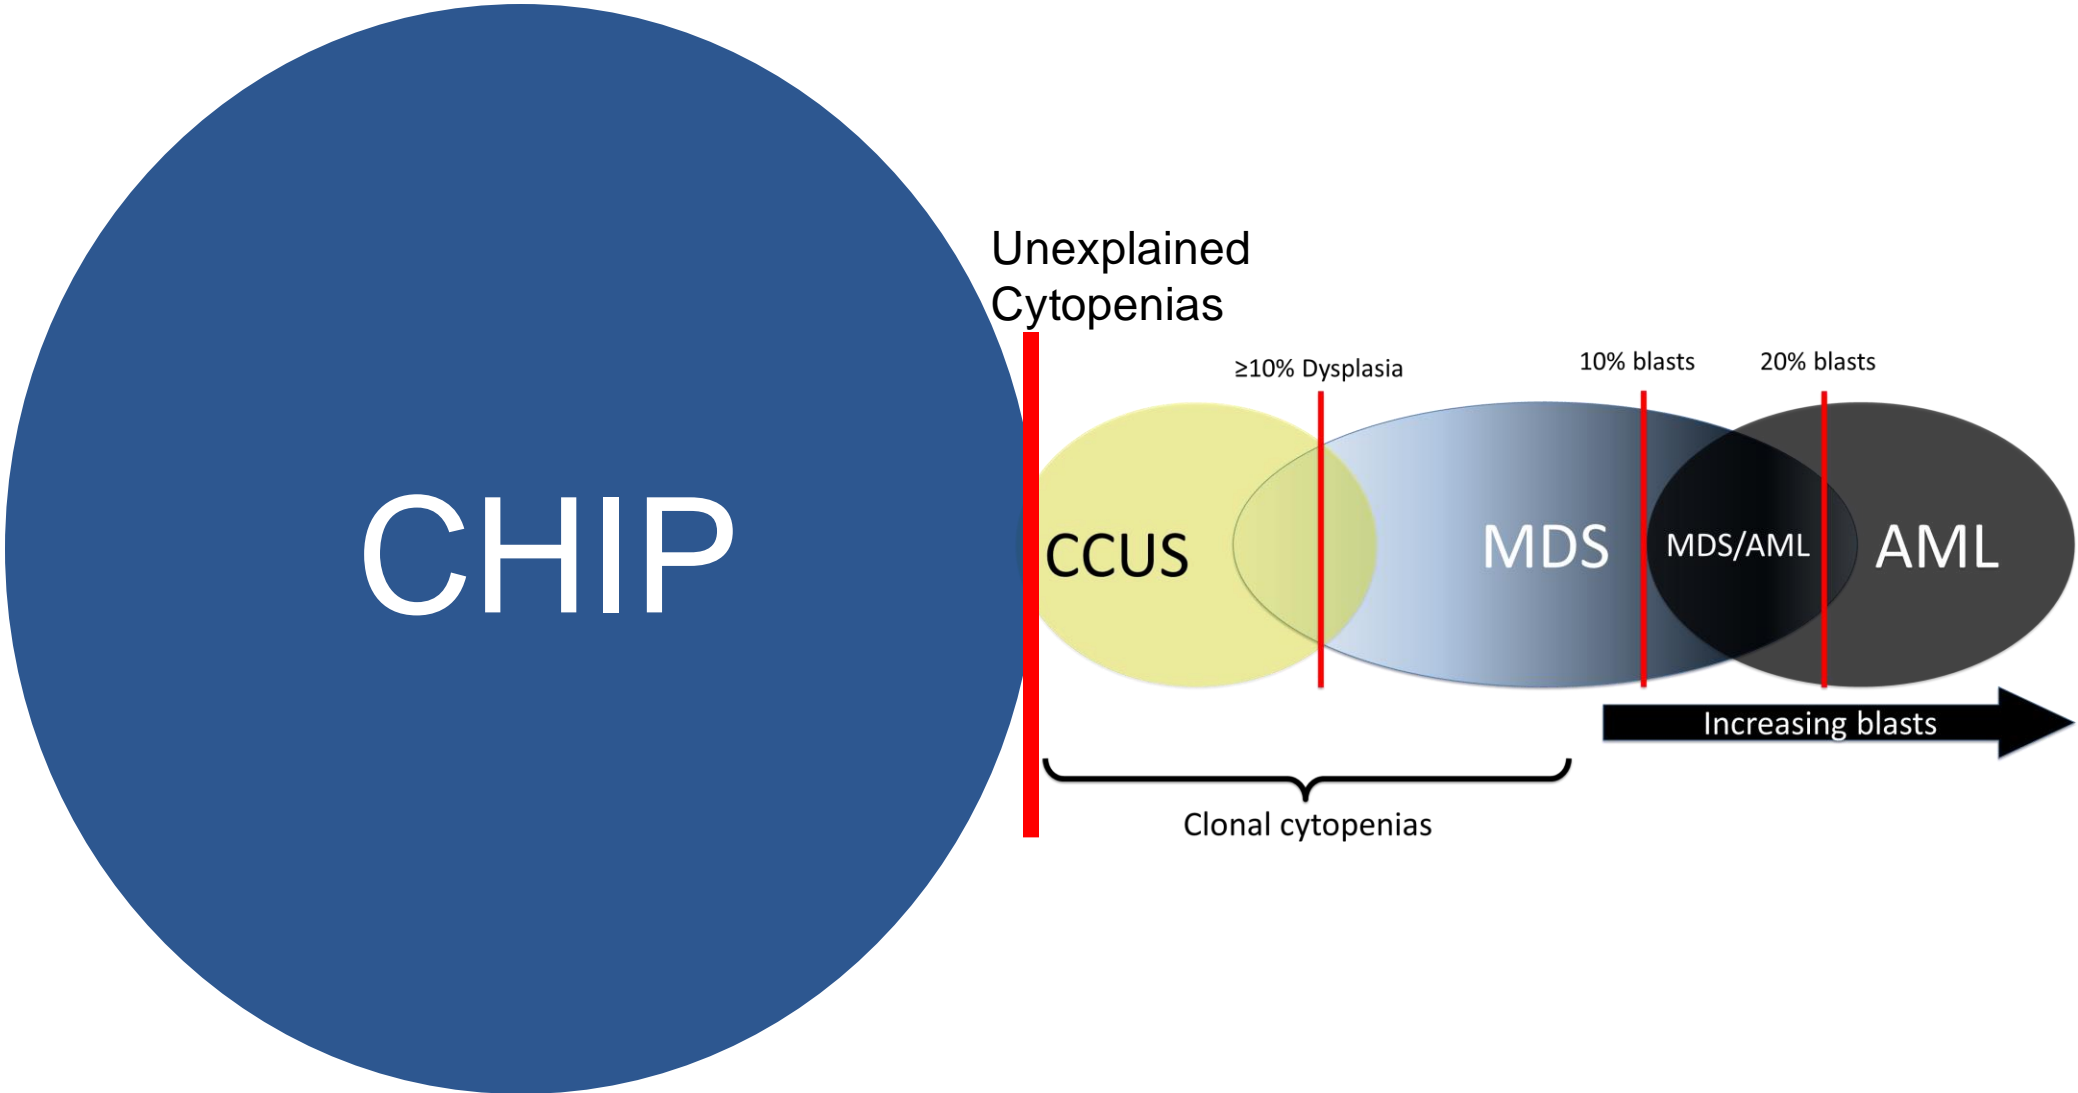 Unexplained
Cytopenias
≥10% Dysplasia
10% blasts
20% blasts
CHIP
CCUS
MDS
MDS/AML
AML
Increasing blasts
Clonal cytopenias